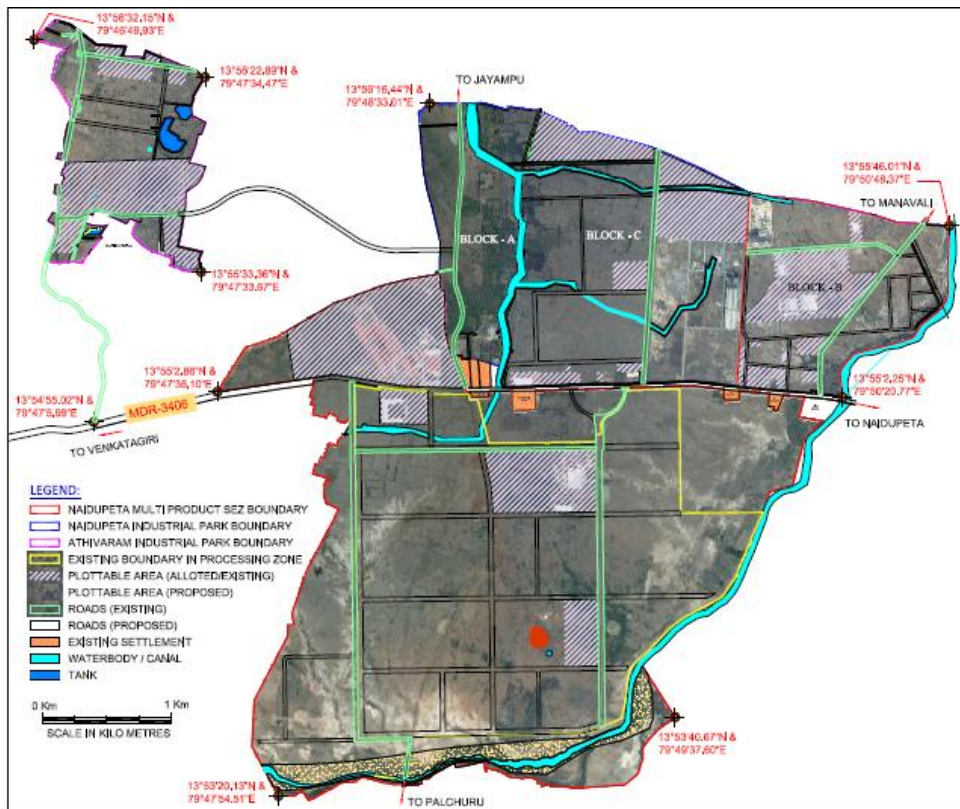 13°56'32.15"N &
79°46'49.93"E
13°56'22.89"N &
79°47'34.47"E
TO JAYAMPU
13°56'16.44"N &
79°48'33.01"E
13°55'46.01"N &
79°50'48.37"E
TO MANAVALI
BLOCK - A
BLOCK - C
BLOCK - B
13°55'33.36"N &
79°47'33.67"E
13°55'2.86"N &
79°47'38.10"E
13°54'55.02"N &
79°47'5.99"E
MDR-3406
TO VENKATAGIRI
13°55'2.25"N &
79°50'20.77"E
TO NAIDUPETA
LEGEND:
NAIDUPETA MULTI PRODUCT SEZ BOUNDARY
NAIDUPETA INDUSTRIAL PARK BOUNDARY
ATHIVARAM INDUSTRIAL PARK BOUNDARY
EXISTING BOUNDARY IN PROCESSING ZONE
PLOTTABLE AREA (ALLOTED/EXISTING)
PLOTTABLE AREA (PROPOSED)
ROADS (EXISTING)
ROADS (PROPOSED)
EXISTING SETTLEMENT
WATERBODY / CANAL
TANK
0 Km 1 Km
SCALE IN KILO METRES
13°53'40.67"N &
79°49'37.60"E
13°53'20.13"N &
79°47'54.51"E
TO PALCHURU